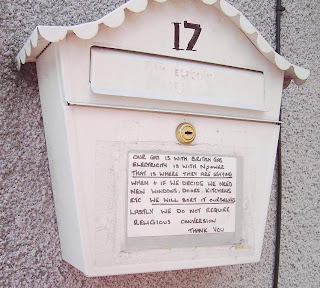 17
OUR GAS IS WITH BRITISH GAS
ELECTRICITY IS WITH NPOWER
THAT IS WHERE THEY ARE STAYING
WHEN & IF WE DECIDE WE NEED
NEW WINDOWS, DOORS, KITCHENS
ETC WE WILL SORT IT OURSELVES
LASTLY WE DO NOT REQUIRE
RELIGIOUS CONVERSION
THANK YOU